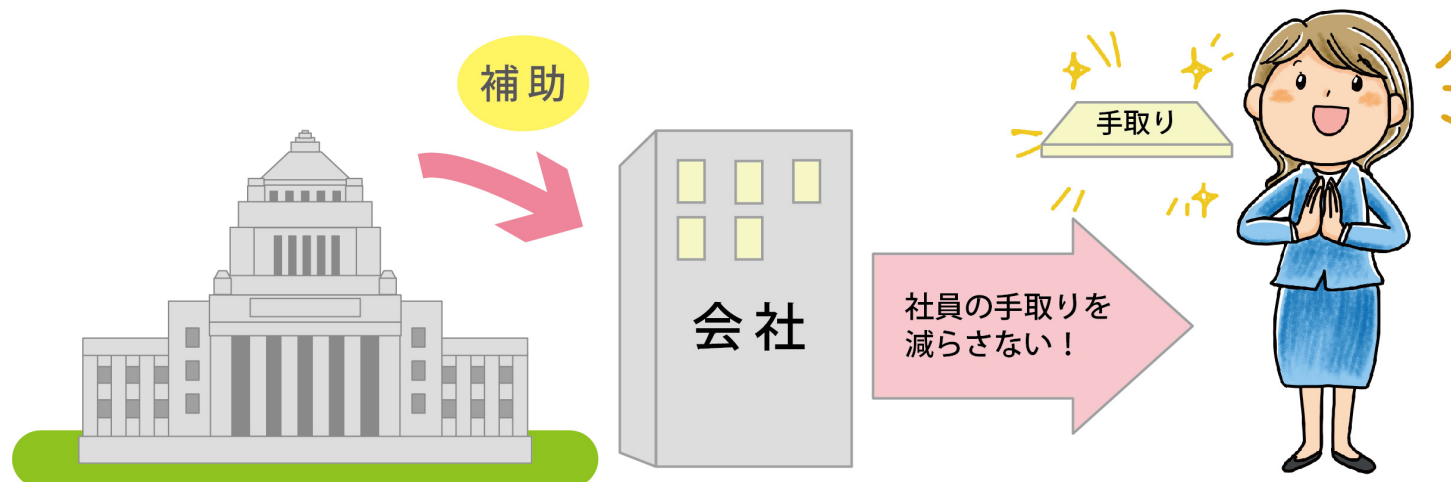 補助
手取り
会社
社員の手取りを
減らさない！